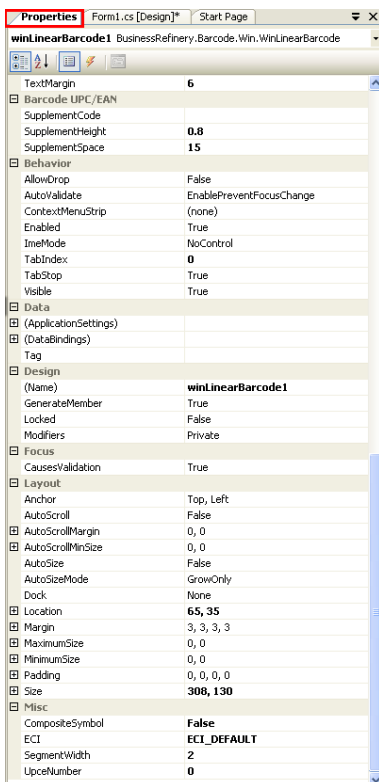 Properties Form1.cs [Design]* Start Page
winLinearBarcode1 BusinessRefinery.Barcode.Win.WinLinearBarcode
TextMargin 6
Barcode UPC/EAN
SupplementCode
SupplementHeight 0.8
SupplementSpace 15
Behavior
AllowDrop False
AutoValidate EnablePreventFocusChange
ContextMenuStrip (none)
Enabled True
ImeMode NoControl
TabIndex 0
TabStop True
Visible True
Data
(ApplicationSettings)
(DataBindings)
Tag
Design
(Name) winLinearBarcode1
GenerateMember True
Locked False
Modifiers Private
Focus
CausesValidation True
Layout
Anchor Top, Left
AutoScroll False
AutoScrollMargin 0, 0
AutoScrollMinSize 0, 0
AutoSize False
AutoSizeMode GrowOnly
Dock None
Location 65, 35
Margin 3, 3, 3, 3
MaximumSize 0, 0
MinimumSize 0, 0
Padding 0, 0, 0, 0
Size 308, 130
Misc
CompositeSymbol False
ECI ECI_DEFAULT
SegmentWidth 2
UpceNumber 0